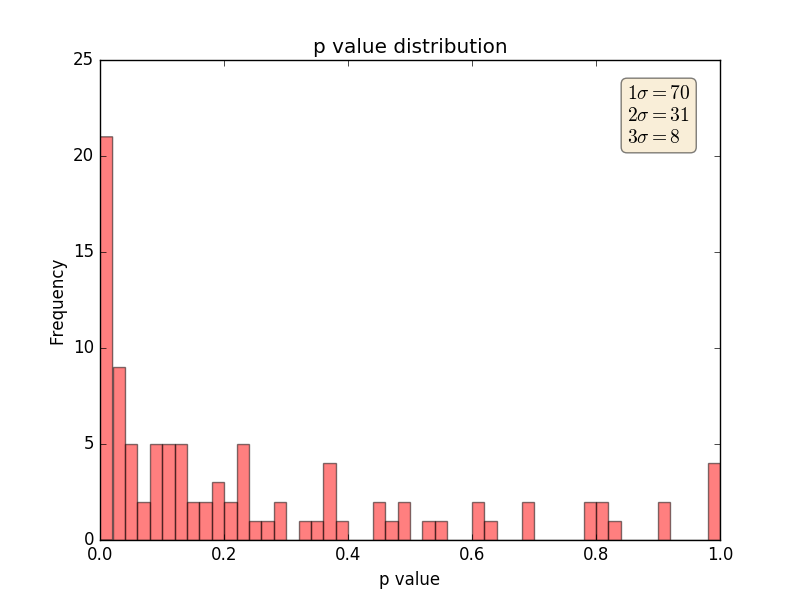 p value distribution
1σ = 70
2σ = 31
3σ = 8
25
20
15
10
5
0
Frequency
0.0 0.2 0.4 0.6 0.8 1.0
p value